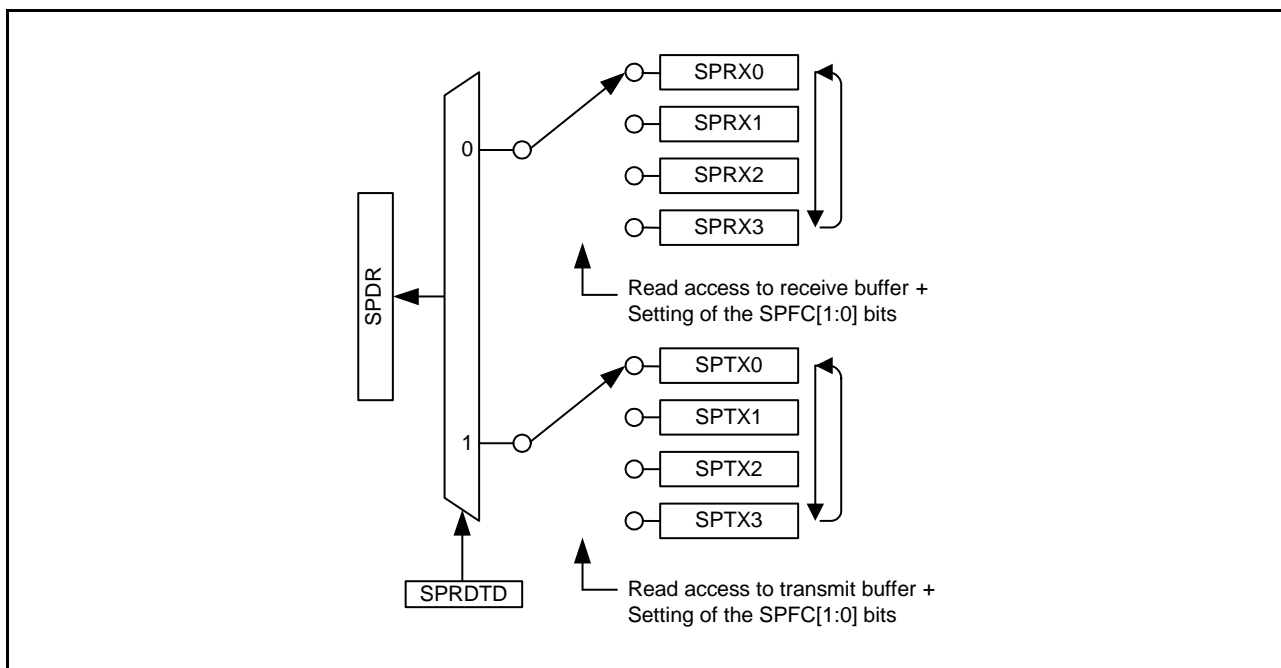 SPRX0
SPRX1
0
SPRX2
SPRX3
SPDR
Read access to receive buffer +
Setting of the SPFC[1:0] bits
SPTX0
SPTX1
1
SPTX2
SPTX3
SPRDTD
Read access to transmit buffer +
Setting of the SPFC[1:0] bits